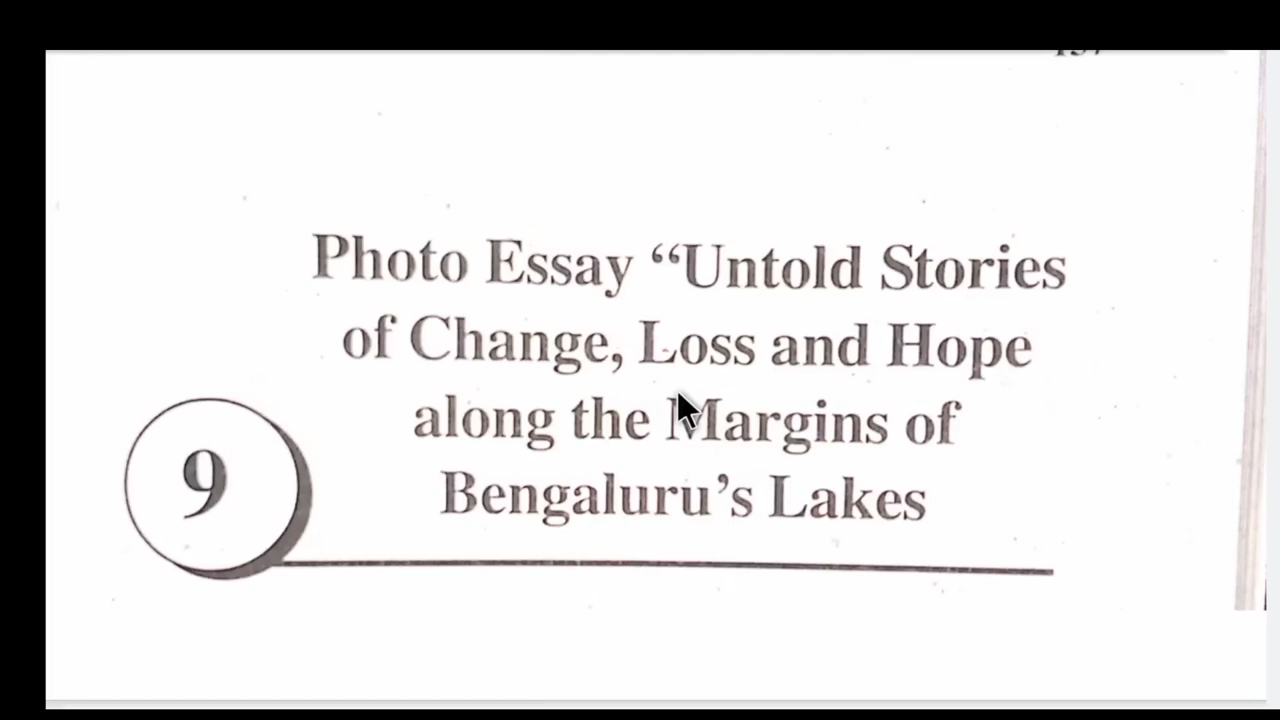 Photo Essay “Untold Stories
of Change, Loss and Hope
along the Margins of
Bengaluru’s Lakes
9